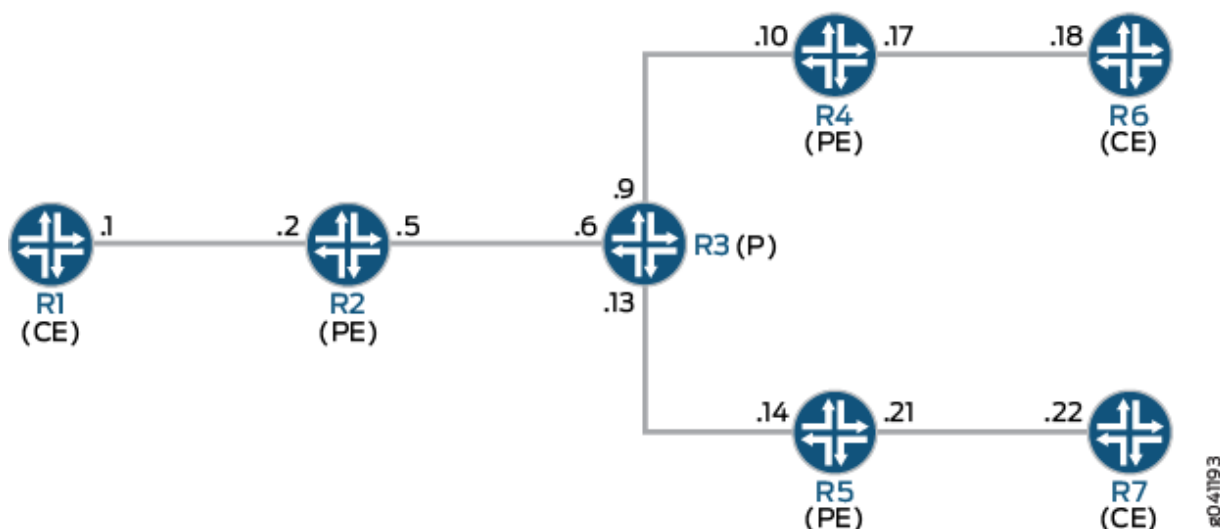 .10 .17 .18
R4 R6
(PE) (CE)
.9
.1 .2 .5 .6 R3 (P)
R1 R2
(CE) (PE)
.13
.14 .21 .22
R5 R7
(PE) (CE)
g041193